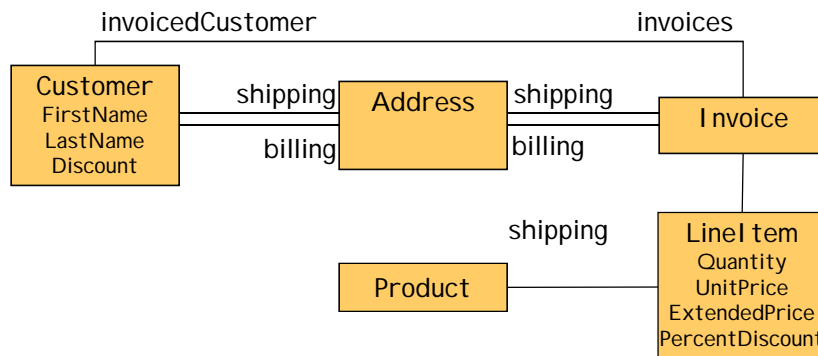 invoicedCustomer
invoices
Customer
FirstName
LastName
Discount
shipping
billing
Address
shipping
billing
Invoice
shipping
Product
LineItem
Quantity
UnitPrice
ExtendedPrice
PercentDiscount